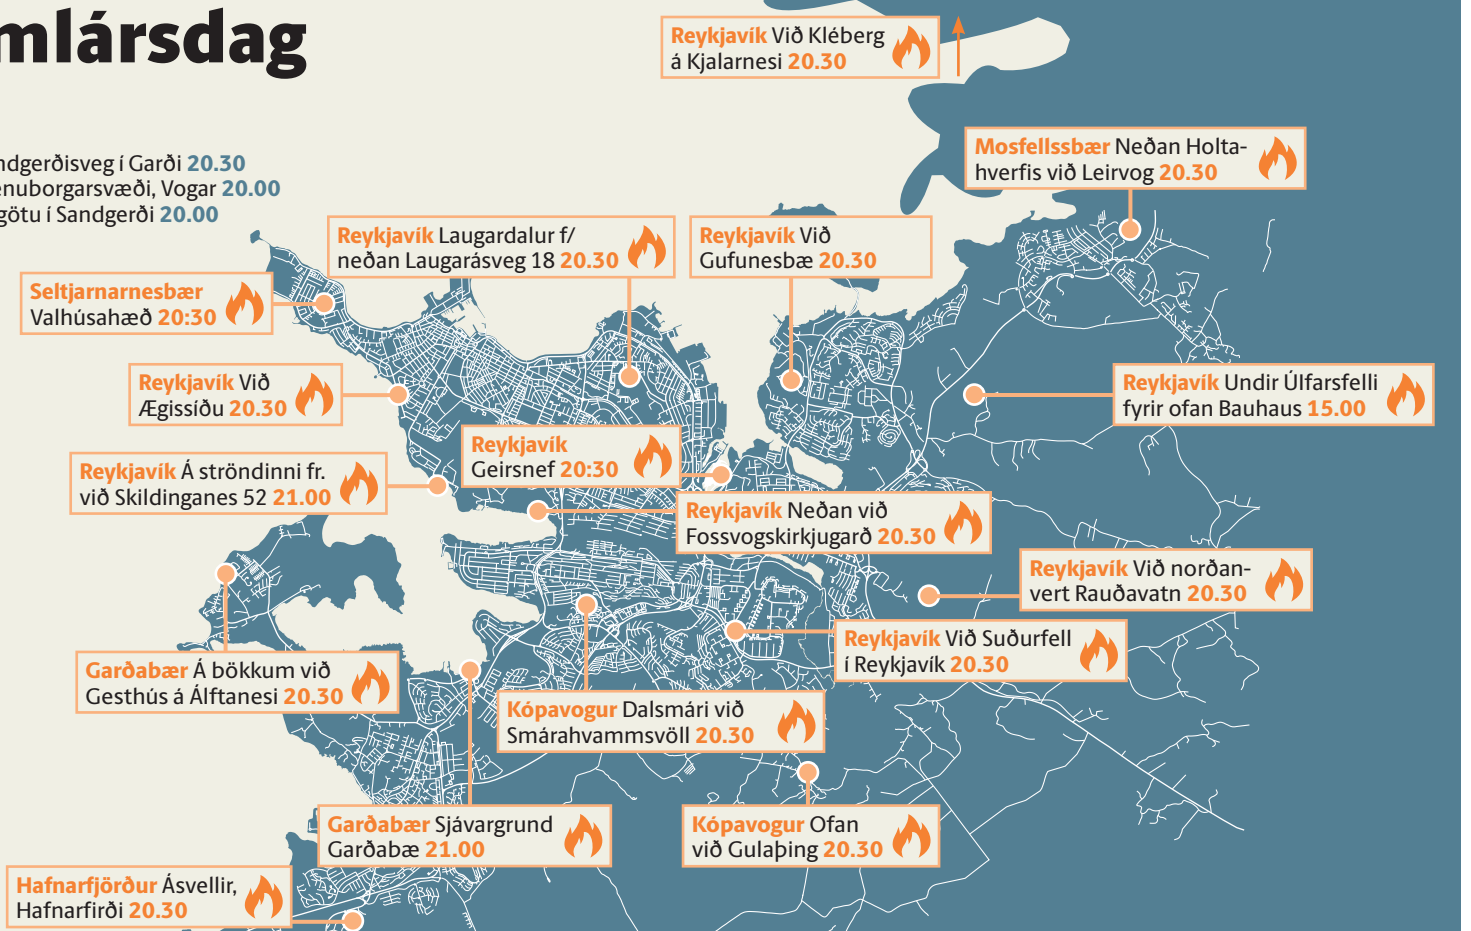 mlársdag
ndgerðisveg í Garði 20.30
enuborgarsvæði, Vogar 20.00
götu í Sandgerði 20.00
Reykjavík Við Kléberg
á Kjalarnesi 20.30
Mosfellssbær Neðan Holta-
hverfis við Leirvog 20.30
Reykjavík Laugardalur f/
neðan Laugarásveg 18 20.30
Reykjavík Við
Gufunesbæ 20.30
Seltjarnarnesbær
Valhúsahæð 20:30
Reykjavík Við
Ægissíðu 20.30
Reykjavík Undir Úlfarsfelli
fyrir ofan Bauhaus 15.00
Reykjavík
Geirsnef 20:30
Reykjavík Á ströndinni fr.
við Skildinganes 52 21.00
Reykjavík Neðan við
Fossvogskirkjugarð 20.30
Reykjavík Við norðan-
vert Rauðavatn 20.30
Reykjavík Við Suðurfell
í Reykjavík 20.30
Garðabær Á bökkum við
Gesthús á Álftanesi 20.30
Kópavogur Dalsmári við
Smárahvammsvöll 20.30
Garðabær Sjávargrund
Garðabæ 21.00
Kópavogur Ofan
við Gulaþing 20.30
Hafnarfjörður Ásvellir,
Hafnarfirði 20.30